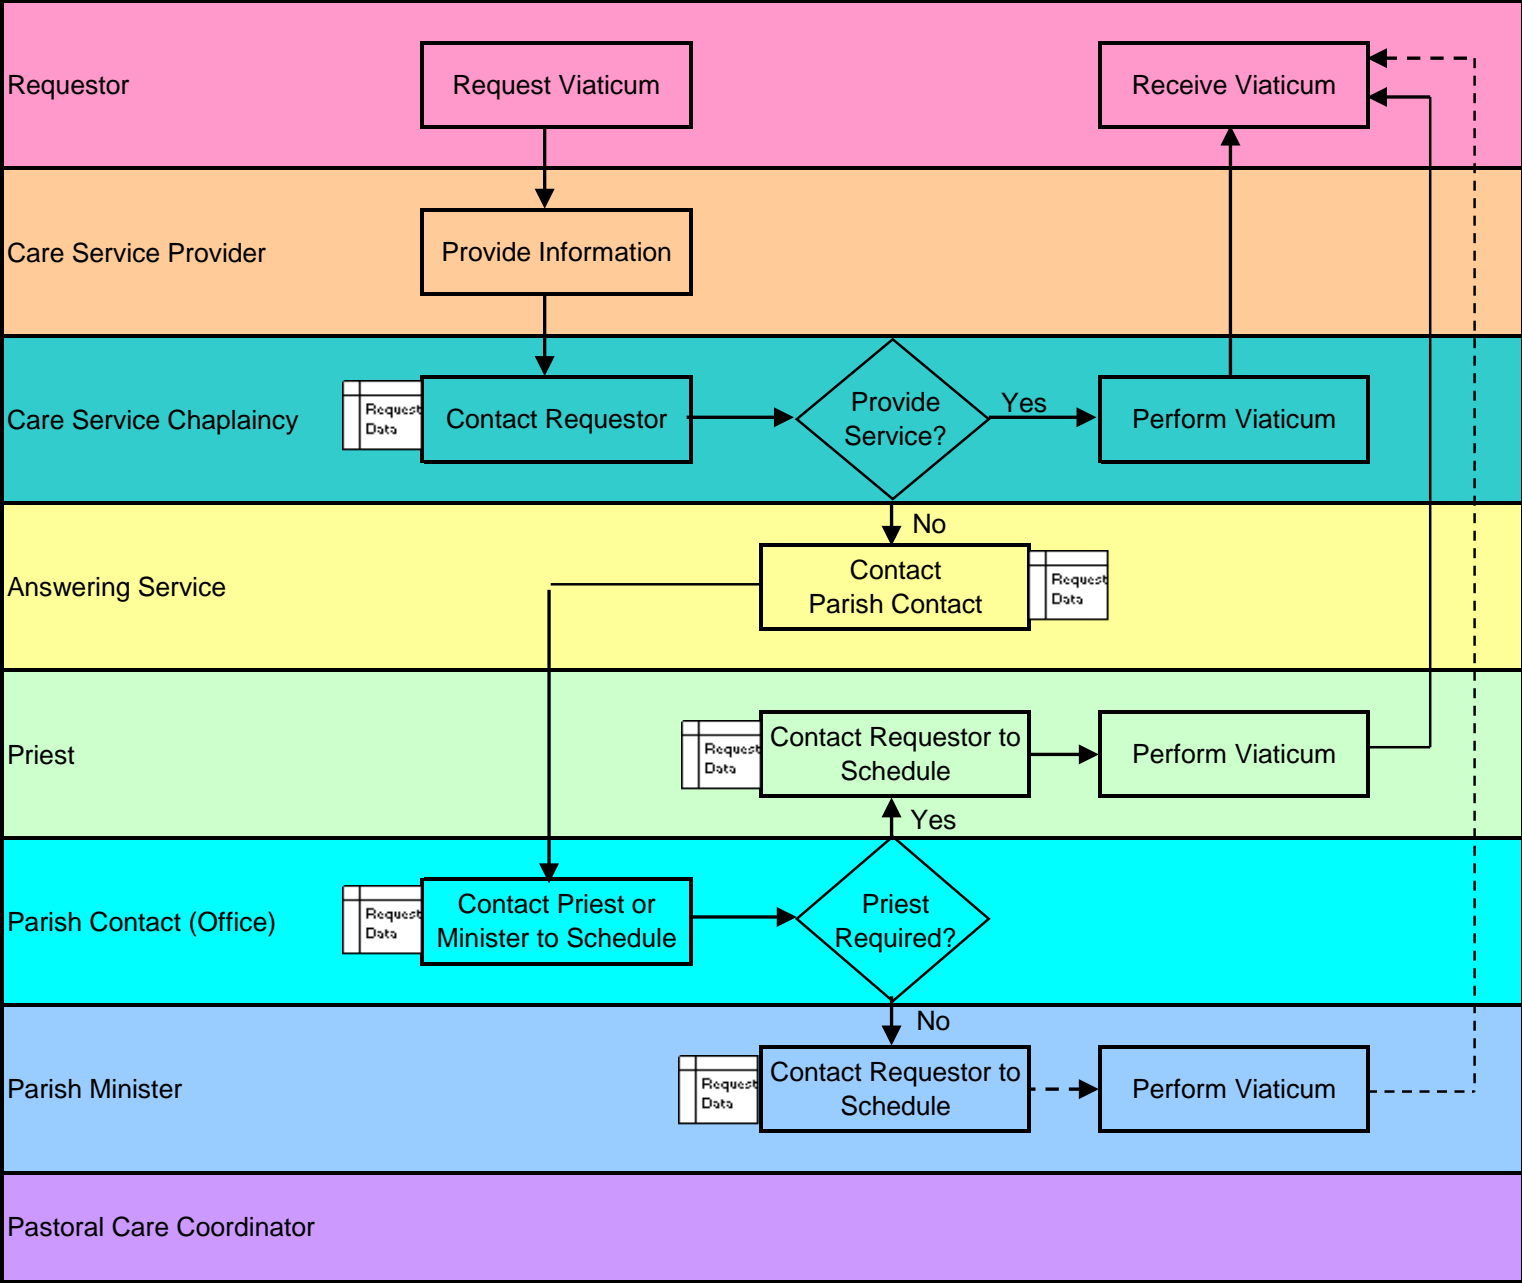 Requestor
Request Viaticum
Receive Viaticum
Care Service Provider
Provide Information
Care Service Chaplaincy
Request
Data
Contact Requestor
Provide
Service?
Yes
Perform Viaticum
No
Answering Service
Contact
Parish Contact
Request
Data
Priest
Request
Data
Contact Requestor to
Schedule
Perform Viaticum
Yes
Parish Contact (Office)
Request
Data
Contact Priest or
Minister to Schedule
Priest
Required?
No
Parish Minister
Request
Data
Contact Requestor to
Schedule
Perform Viaticum
Pastoral Care Coordinator